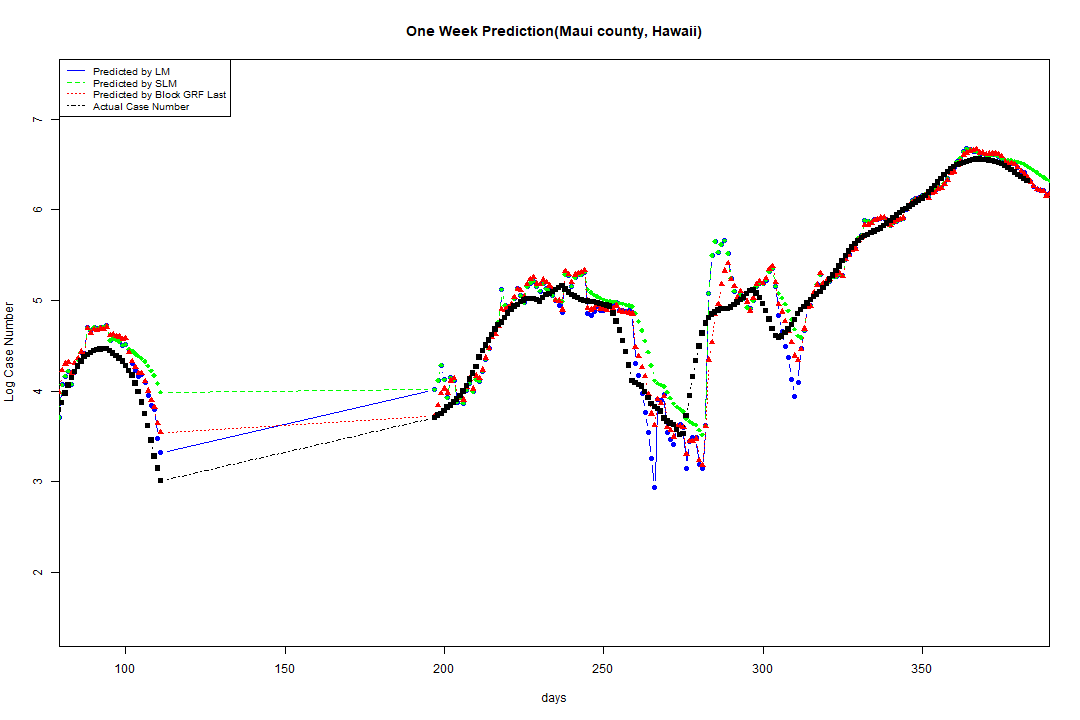 One Week Prediction(Maui county, Hawaii)
Predicted by LM
Predicted by SLM
Predicted by Block GRF Last
Actual Case Number
Log Case Number
7
6
5
4
3
2
100 150 200 250 300 350
days